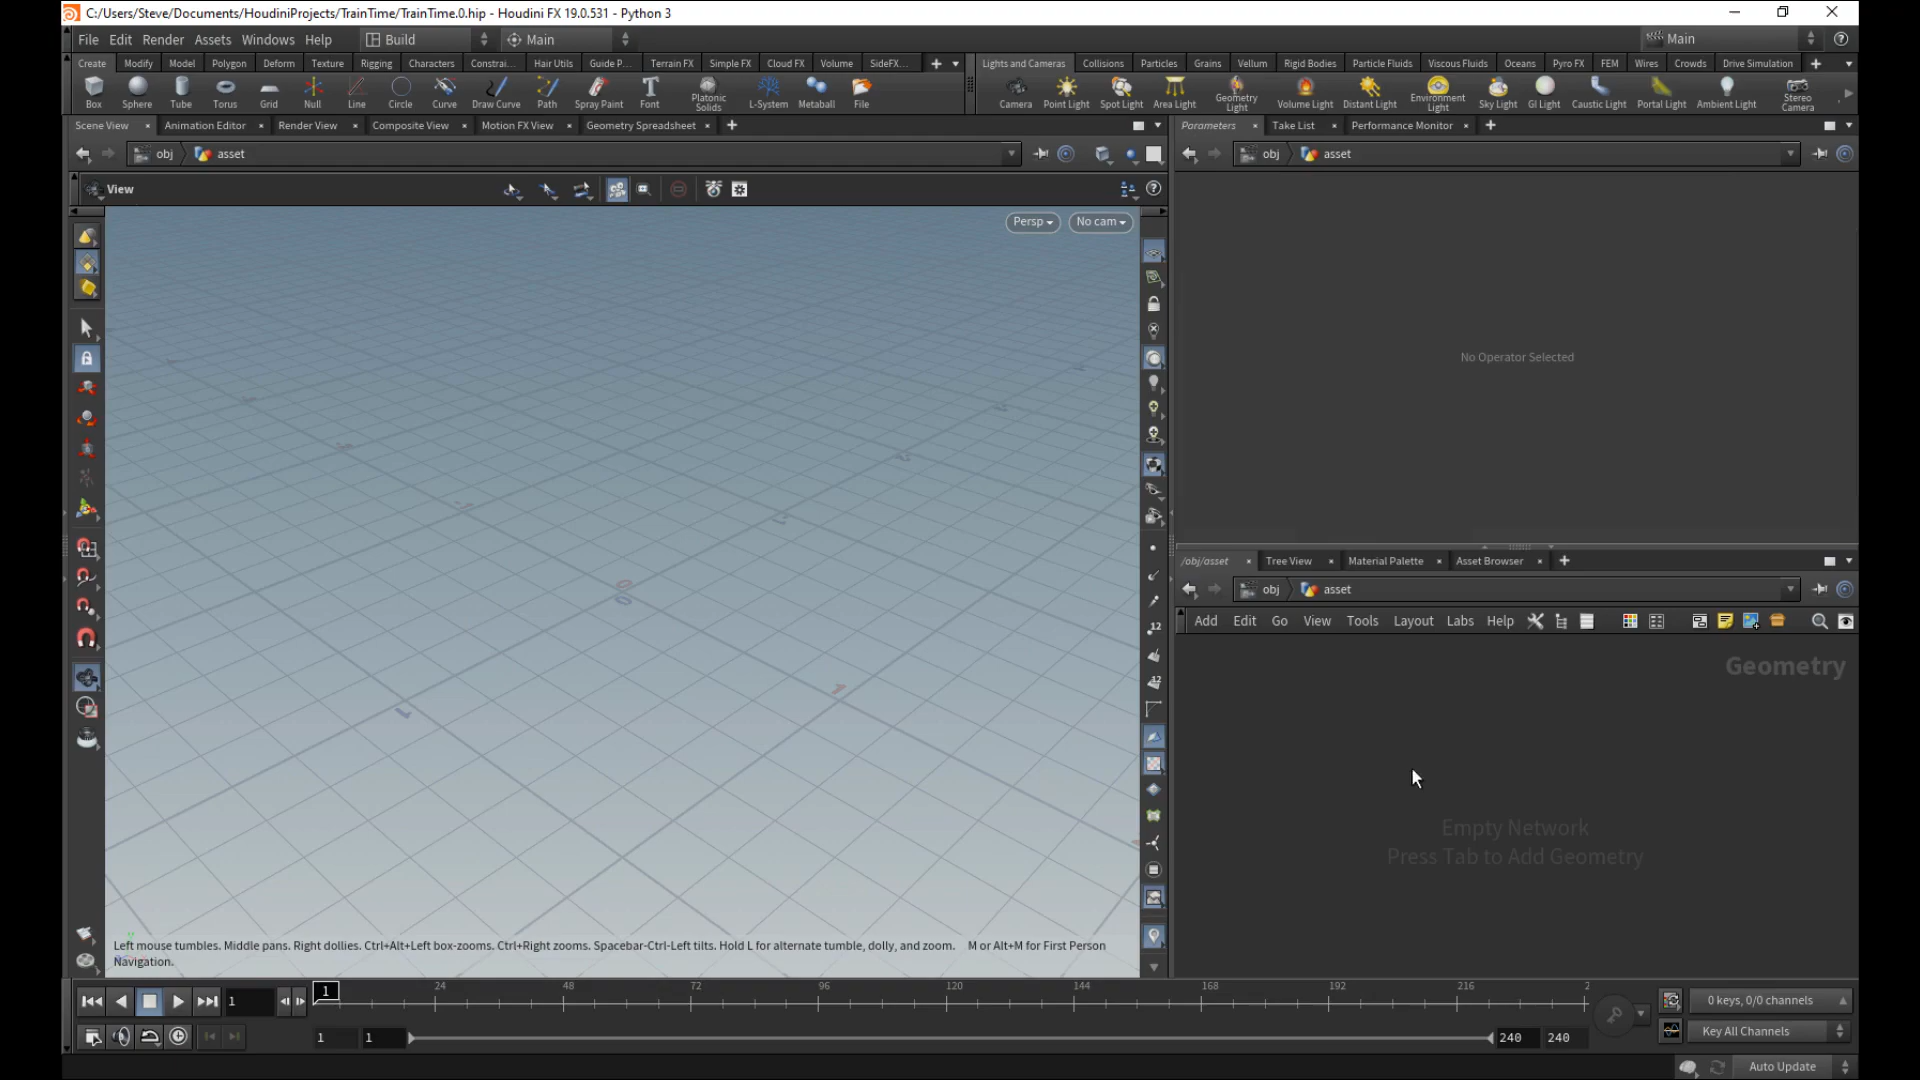 C:/Users/Steve/Documents/HoudiniProjects/TrainTime/TrainTime.0.hip - Houdini FX 19.0.531 - Python 3
File Edit Render Assets Windows Help Build Main Main
Create Modify Model Polygon Deform Texture Rigging Characters Constrai... Hair Utils Guide P... Terrain FX Simple FX Cloud FX Volume SideFX...
Lights and Cameras Collisions Particles Grains Vellum Rigid Bodies Particle Fluids Viscous Fluids Oceans Pyro FX FEM Wires Crowds Drive Simulation
Box Sphere Tube Torus Grid Null Line Circle Curve Draw Curve Path Spray Paint Font Platonic Solids L-System Metaball File
Camera Point Light Spot Light Area Light Geometry Light Volume Light Distant Light Environment Light Sky Light GI Light Caustic Light Portal Light Ambient Light Stereo Camera
Scene View Animation Editor Render View Composite View Motion FX View Geometry Spreadsheet
Parameters Take List Performance Monitor
obj asset
obj asset
View
Persp No cam
No Operator Selected
/obj/asset Tree View Material Palette Asset Browser
obj asset
Add Edit Go View Tools Layout Labs Help
Geometry
Empty Network
Press Tab to Add Geometry
0
0
1
1
12
12
Left mouse tumbles. Middle pans. Right dollies. Ctrl+Alt+Left box-zooms. Ctrl+Right zooms. Spacebar-Ctrl-Left tilts. Hold L for alternate tumble, dolly, and zoom. M or Alt+M for First Person
Navigation.
1 1 24 48 72 96 120 144 168 192 216 2
0 keys, 0/0 channels
1 1 240 240
Key All Channels
Auto Update